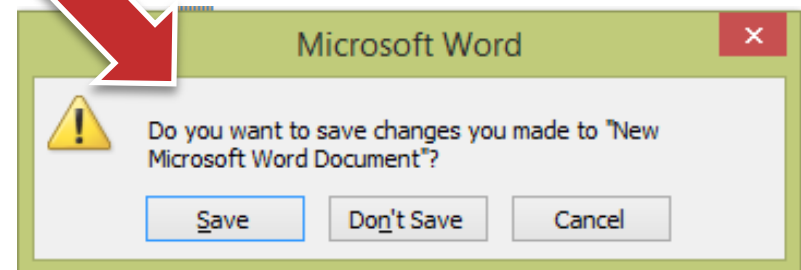 Microsoft Word
Do you want to save changes you made to "New
Microsoft Word Document"?
Save
Don't Save
Cancel